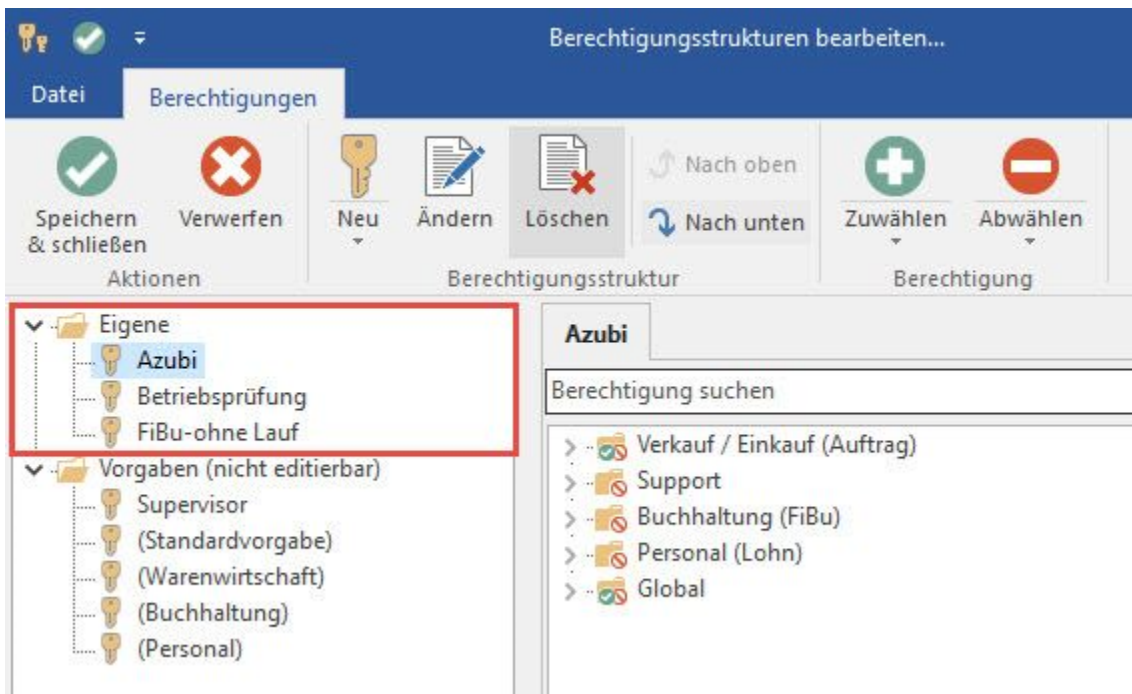 Berechtigungsstrukturen bearbeiten...
Datei
Berechtigungen
Speichern
& schließen
Verwerfen
Neu
Ändern
Löschen
Nach oben
Nach unten
Zuwählen
Abwählen
Aktionen
Berechtigungsstruktur
Berechtigung
Eigene
Azubi
Betriebsprüfung
FiBu-ohne Lauf
Vorgaben (nicht editierbar)
Supervisor
(Standardvorgabe)
(Warenwirtschaft)
(Buchhaltung)
(Personal)
Azubi
Berechtigung suchen
Verkauf / Einkauf (Auftrag)
Support
Buchhaltung (FiBu)
Personal (Lohn)
Global